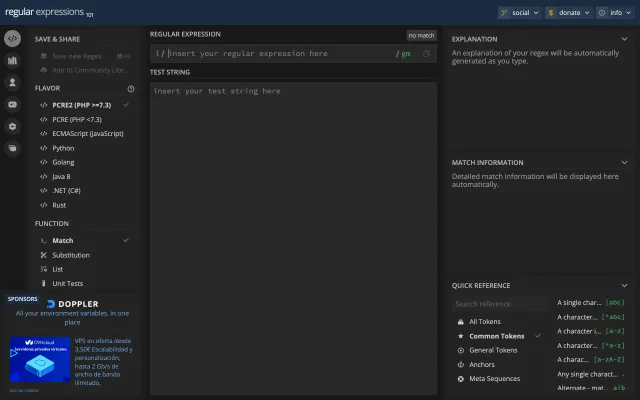 regular expressions 101
social
donate
info
SAVE & SHARE
Save new Regex ⌘+s
Add to Community Libr...
FLAVOR
PCRE2 (PHP >=7.3)
PCRE (PHP <7.3)
ECMAScript (JavaScript)
Python
Golang
Java 8
.NET (C#)
Rust
FUNCTION
Match
Substitution
List
Unit Tests
SPONSORS
DOPPLER
All your environment variables, in one
place
OVHcloud
Servidores privados virtuales
VPS en oferta desde
3,50€ Escalabilidad y
personalización,
hasta 2 Gb/s de
ancho de banda
ilimitado,
REGULAR EXPRESSION
no match
/ insert your regular expression here / gm
TEST STRING
insert your test string here
EXPLANATION
An explanation of your regex will be automatically
generated as you type.
MATCH INFORMATION
Detailed match information will be displayed here
automatically.
QUICK REFERENCE
Search reference
All Tokens
Common Tokens
General Tokens
Anchors
Meta Sequences
A single char... [abc]
A character... [^abc]
A character i... [a-z]
A character... [^a-z]
A charac... [a-zA-Z]
Any single charact... .
Alternate - mat... a|b